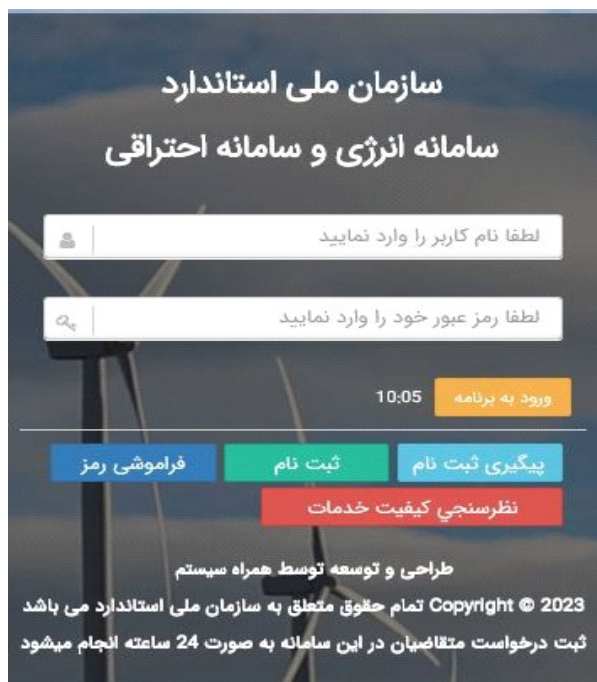 سازمان ملی استاندارد
سامانه انرژی و سامانه احتراقی
لطفا نام کاربر را وارد نمایید
لطفا رمز عبور خود را وارد نمایید
ورود به برنامه 10:05
پیگیری ثبت نام ثبت نام فراموشی رمز
نظرسنجي کیفیت خدمات
طراحی و توسعه توسط همراه سیستم
Copyright © 2023 تمام حقوق متعلق به سازمان ملی استاندارد می باشد
ثبت درخواست متقاضیان در این سامانه به صورت 24 ساعته انجام میشود